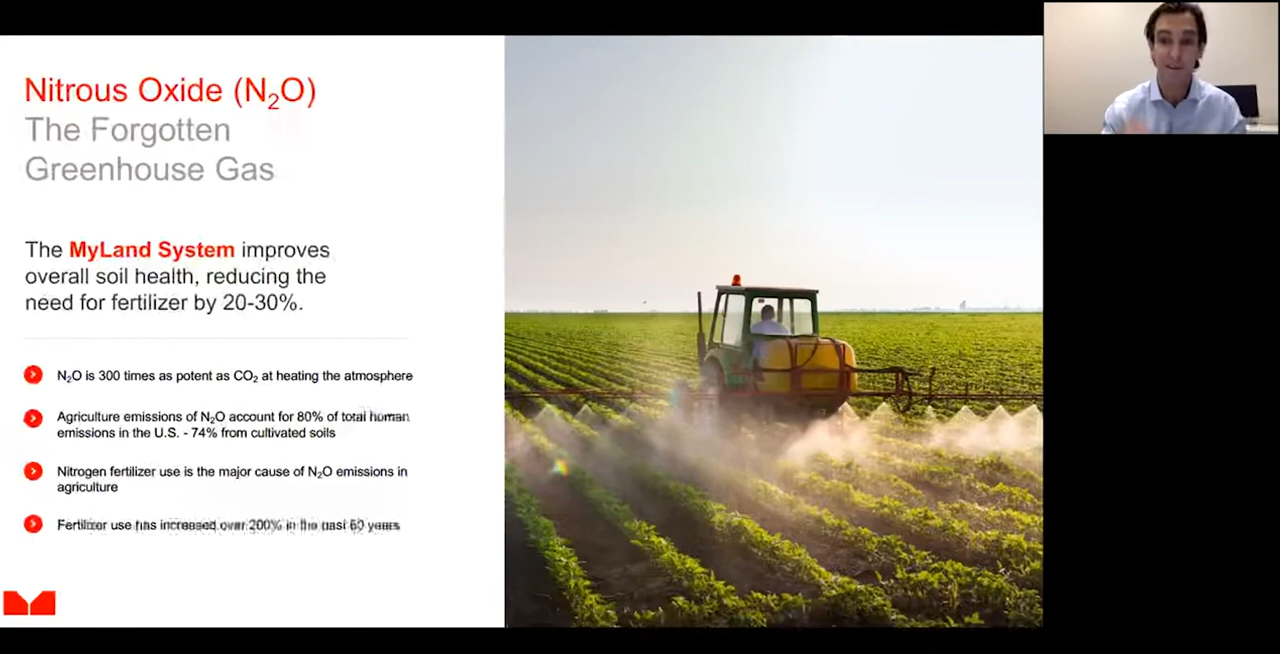 Nitrous Oxide (N₂O)
The Forgotten
Greenhouse Gas
The MyLand System improves
overall soil health, reducing the
need for fertilizer by 20-30%.
N₂O is 300 times as potent as CO₂ at heating the atmosphere
Agriculture emissions of N₂O account for 80% of total human
emissions in the U.S. - 74% from cultivated soils
Nitrogen fertilizer use is the major cause of N₂O emissions in
agriculture
Fertilizer use has increased over 200% in the past 60 years